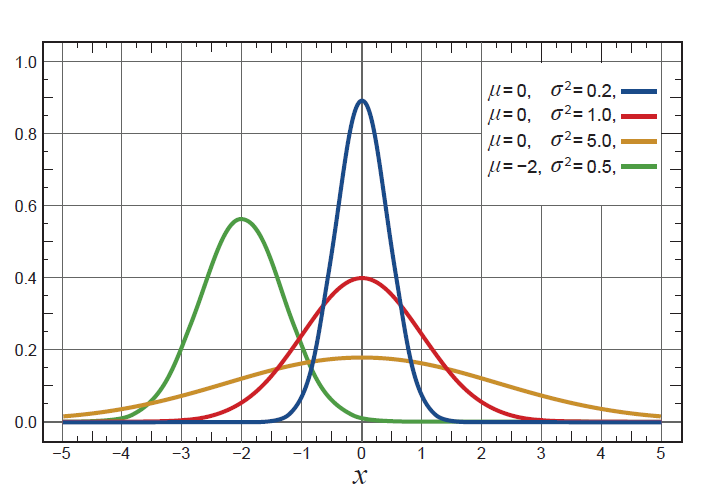 1.0
0.8
0.6
0.4
0.2
0.0
μ= 0, σ²= 0.2,
μ= 0, σ²= 1.0,
μ= 0, σ²= 5.0,
μ= −2, σ²= 0.5,
−5 −4 −3 −2 −1 0 1 2 3 4 5
x